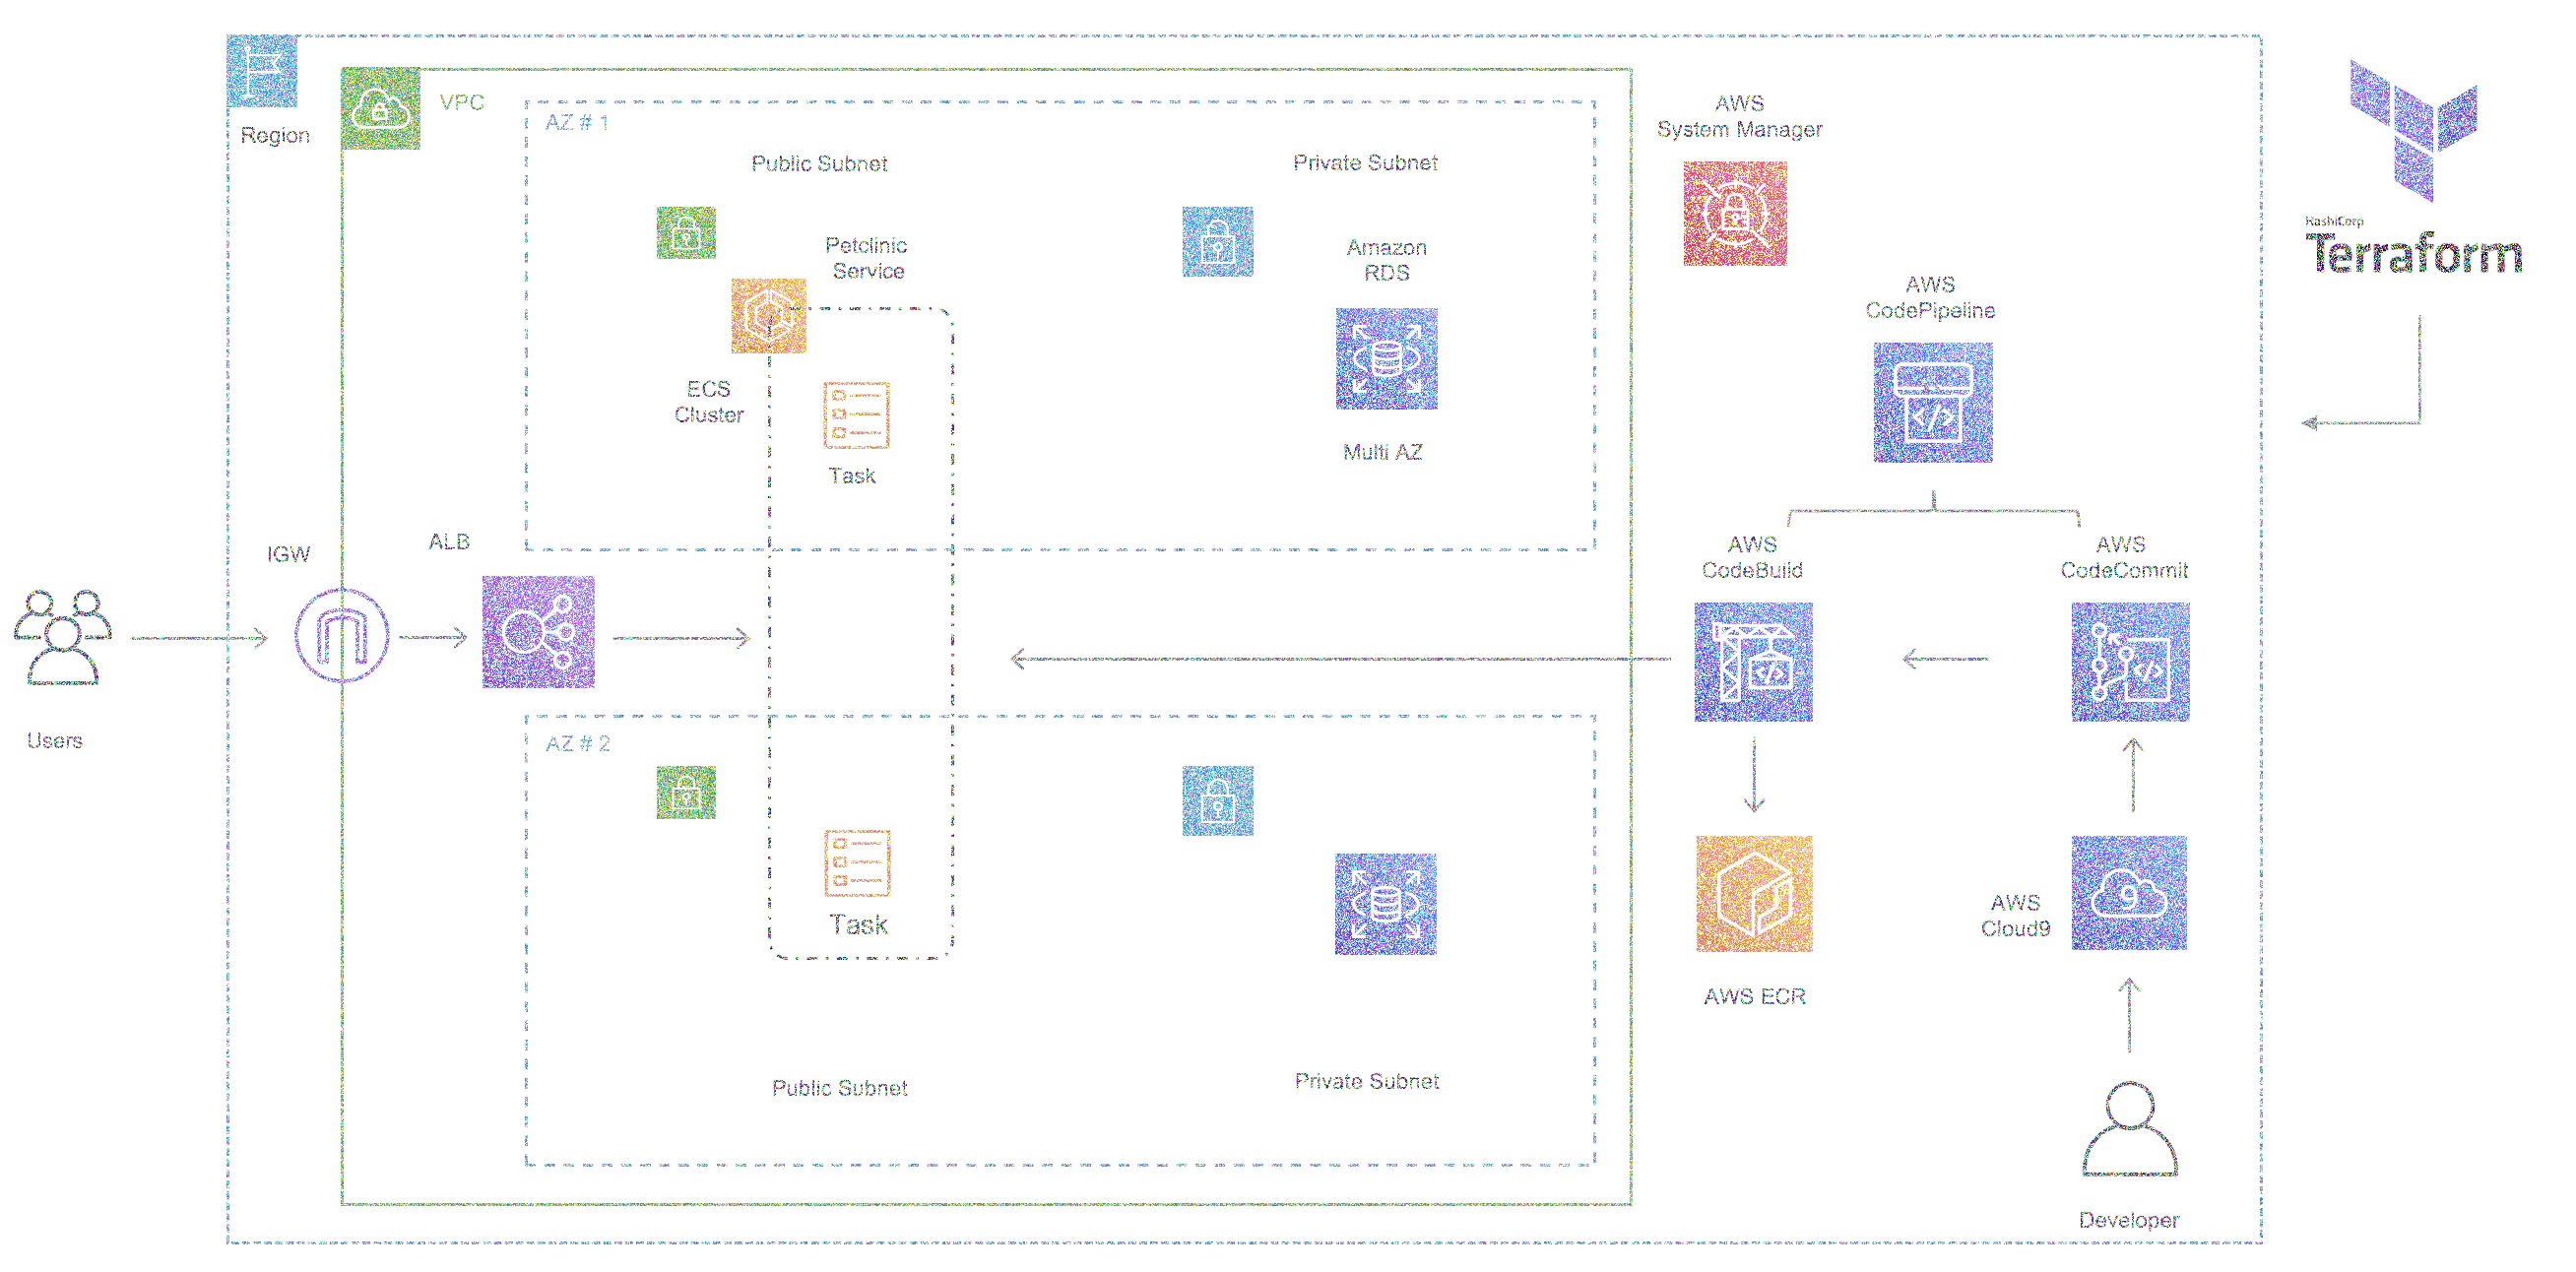 Region
VPC
AZ # 1
Public Subnet
Private Subnet
Petclinic
Service
Amazon
RDS
ECS
Cluster
Task
Multi AZ
AWS
System Manager
AWS
CodePipeline
HashiCorp
Terraform
IGW
ALB
Users
AWS
CodeBuild
AWS
CodeCommit
AZ # 2
Task
Public Subnet
Private Subnet
AWS ECR
AWS
Cloud9
9
</>
</>
</>
Developer